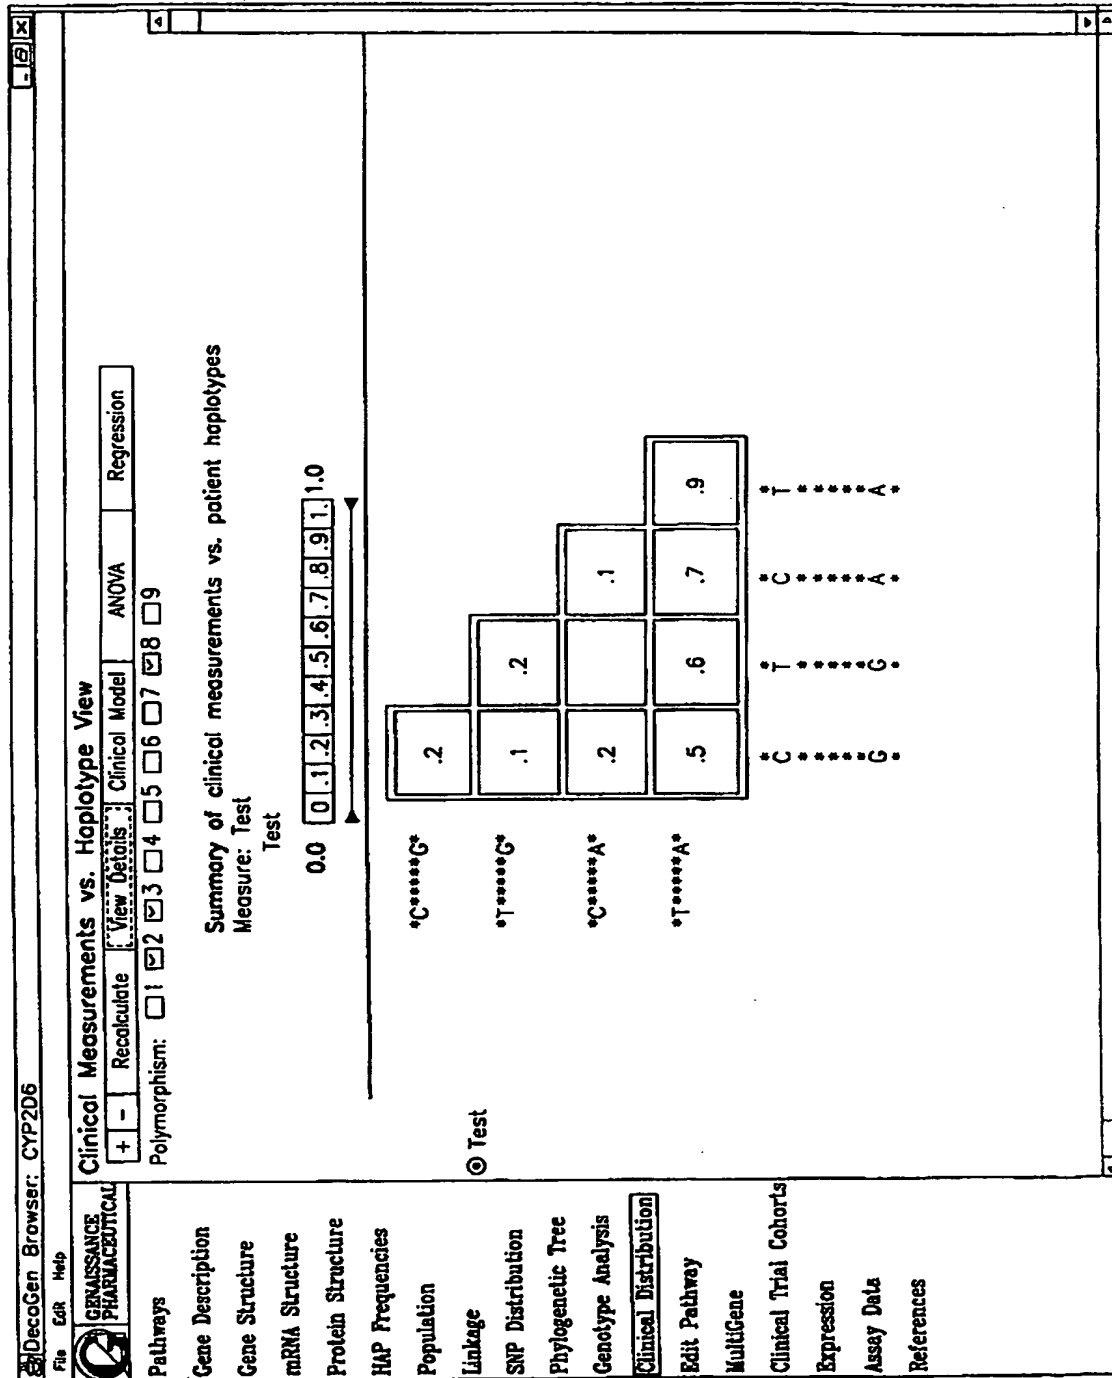 DecoGen Browser: CYP2D6
File Edit Help
GENAISSANCE
PHARMACEUTICAL
Pathways
Gene Description
Gene Structure
mRNA Structure
Protein Structure
HAP Frequencies
Population
Linkage
SNP Distribution
Phylogenetic Tree
Genotype Analysis
Clinical Distribution
Edit Pathway
MultiGene
Clinical Trial Cohorts
Expression
Assay Data
References
Clinical Measurements vs. Haplotype View
+ - Recalculate View Details Clinical Model ANOVA Regression
Polymorphism: 1 2 3 4 5 6 7 8 9
Summary of clinical measurements vs. patient haplotypes
Measure: Test
Test
0.0 0 .1 .2 .3 .4 .5 .6 .7 .8 .9 1. 1.0
Test
*C*****G* .2
*T*****G* .1 .2
*C*****A* .2 .1
*T*****A* .5 .6 .7 .9
*C*****G* *T*****G* *C*****A* *T*****A*